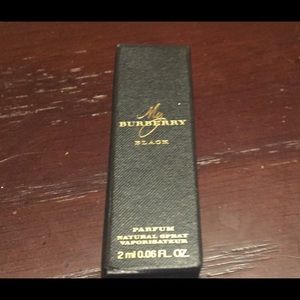 My
BURBERRY
BLACK
PARFUM
NATURAL SPRAY
VAPORISATEUR
2 ml 0.06 FL. OZ.